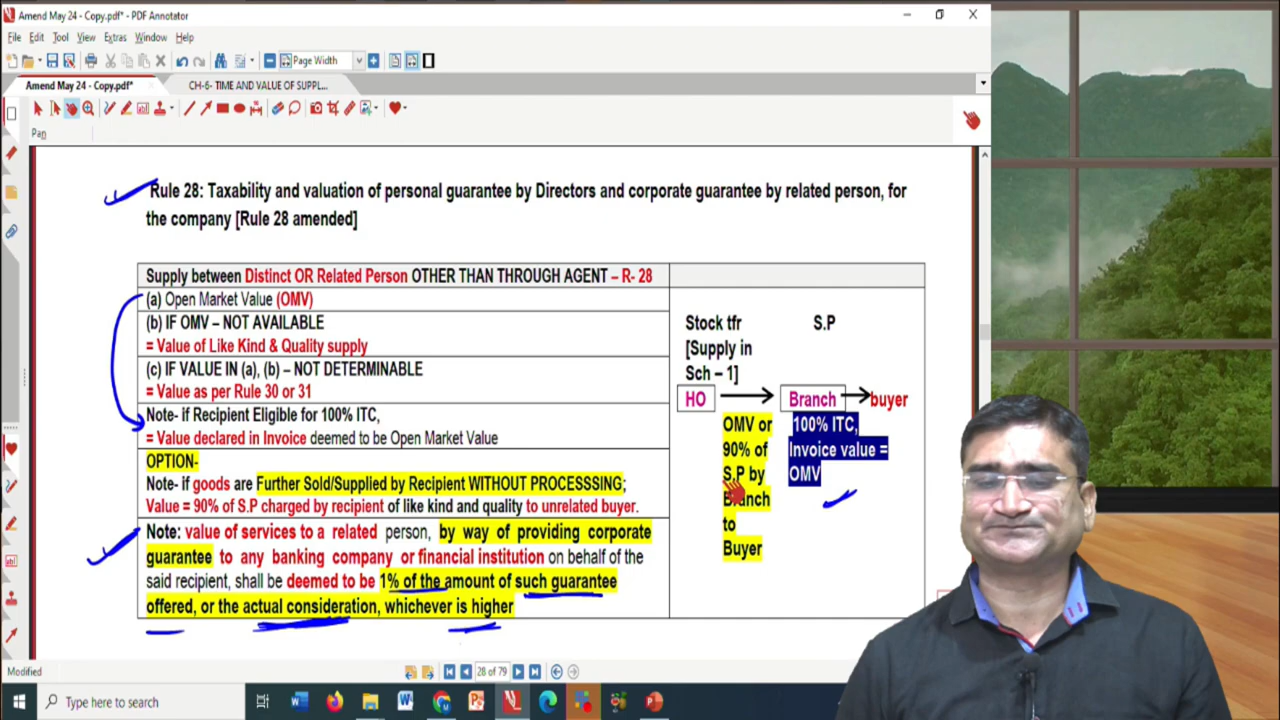 Amend May 24 - Copy.pdf* - PDF Annotator
File Edit Tool View Extras Window Help
Page Width
Amend May 24 - Copy.pdf*
CH-6- TIME AND VALUE OF SUPPL...
Pan
Rule 28: Taxability and valuation of personal guarantee by Directors and corporate guarantee by related person, for
the company [Rule 28 amended]
Supply between Distinct OR Related Person OTHER THAN THROUGH AGENT – R- 28
(a) Open Market Value (OMV)
(b) IF OMV – NOT AVAILABLE
= Value of Like Kind & Quality supply
(c) IF VALUE IN (a), (b) – NOT DETERMINABLE
= Value as per Rule 30 or 31
Note- if Recipient Eligible for 100% ITC,
= Value declared in Invoice deemed to be Open Market Value
OPTION-
Note- if goods are Further Sold/Supplied by Recipient WITHOUT PROCESSSING;
Value = 90% of S.P charged by recipient of like kind and quality to unrelated buyer.
Note: value of services to a related person, by way of providing corporate
guarantee to any banking company or financial institution on behalf of the
said recipient, shall be deemed to be 1% of the amount of such guarantee
offered, or the actual consideration, whichever is higher
Stock tfr S.P
[Supply in
Sch – 1]
HO Branch buyer
OMV or
90% of
S.P by
Branch
to
Buyer
100% ITC,
Invoice value =
OMV
Modified
28 of 79
Type here to search